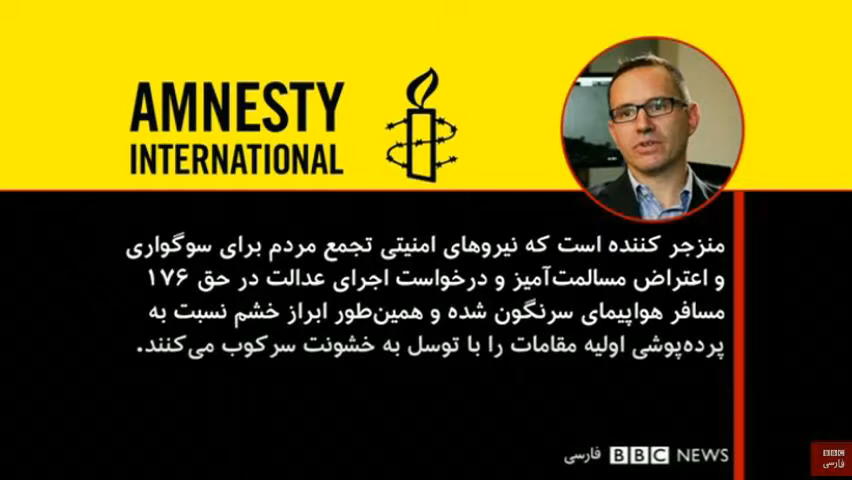 AMNESTY
INTERNATIONAL
منزجر کننده است که نیروهای امنیتی تجمع مردم برای سوگواری
و اعتراض مسالمت‌آمیز و درخواست اجرای عدالت در حق ۱۷۶
مسافر هواپیمای سرنگون شده و همین‌طور ابراز خشم نسبت به
پرده‌پوشی اولیه مقامات را با توسل به خشونت سرکوب می‌کنند.
BBC NEWS فارسی
BBC
فارسی